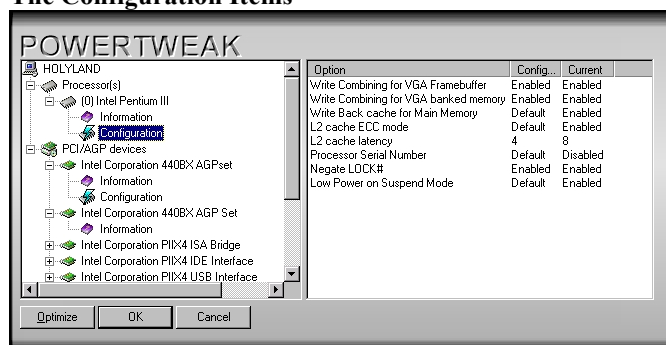 The Configuration Items
POWERTWEAK
HOLYLAND
Processor(s)
(0) Intel Pentium III
Information
Configuration
PCI/AGP devices
Intel Corporation 440BX AGPset
Information
Configuration
Intel Corporation 440BX AGP Set
Information
Intel Corporation PIIX4 ISA Bridge
Intel Corporation PIIX4 IDE Interface
Intel Corporation PIIX4 USB Interface
Option Config... Current
Write Combining for VGA Framebuffer Enabled Enabled
Write Combining for VGA banked memory Enabled Enabled
Write Back cache for Main Memory Default Enabled
L2 cache ECC mode Default Enabled
L2 cache latency 4 8
Processor Serial Number Default Disabled
Negate LOCK# Default Enabled
Low Power on Suspend Mode Default Enabled
Optimize OK Cancel